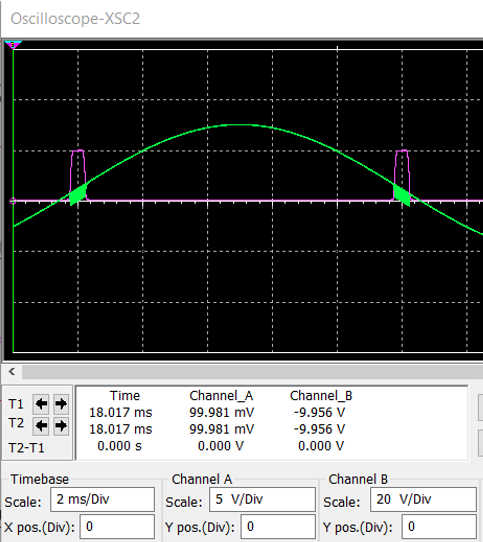 Oscilloscope-XSC2
Time Channel_A Channel_B
T1 18.017 ms 99.981 mV -9.956 V
T2 18.017 ms 99.981 mV -9.956 V
T2-T1 0.000 s 0.000 V 0.000 V
Timebase Channel A Channel B
Scale: 2 ms/Div Scale: 5 V/Div Scale: 20 V/Div
X pos.(Div): 0 Y pos.(Div): 0 Y pos.(Div): 0